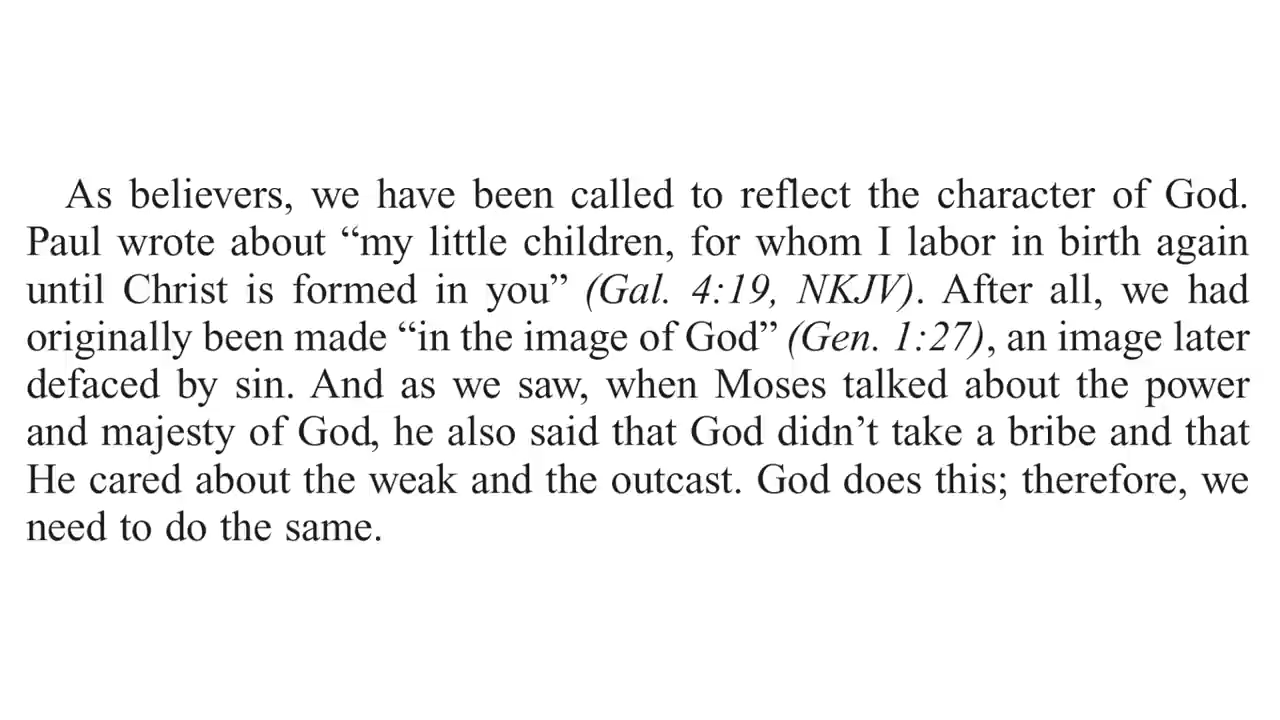 As believers, we have been called to reflect the character of God.
Paul wrote about “my little children, for whom I labor in birth again
until Christ is formed in you” (Gal. 4:19, NKJV). After all, we had
originally been made “in the image of God” (Gen. 1:27), an image later
defaced by sin. And as we saw, when Moses talked about the power
and majesty of God, he also said that God didn’t take a bribe and that
He cared about the weak and the outcast. God does this; therefore, we
need to do the same.